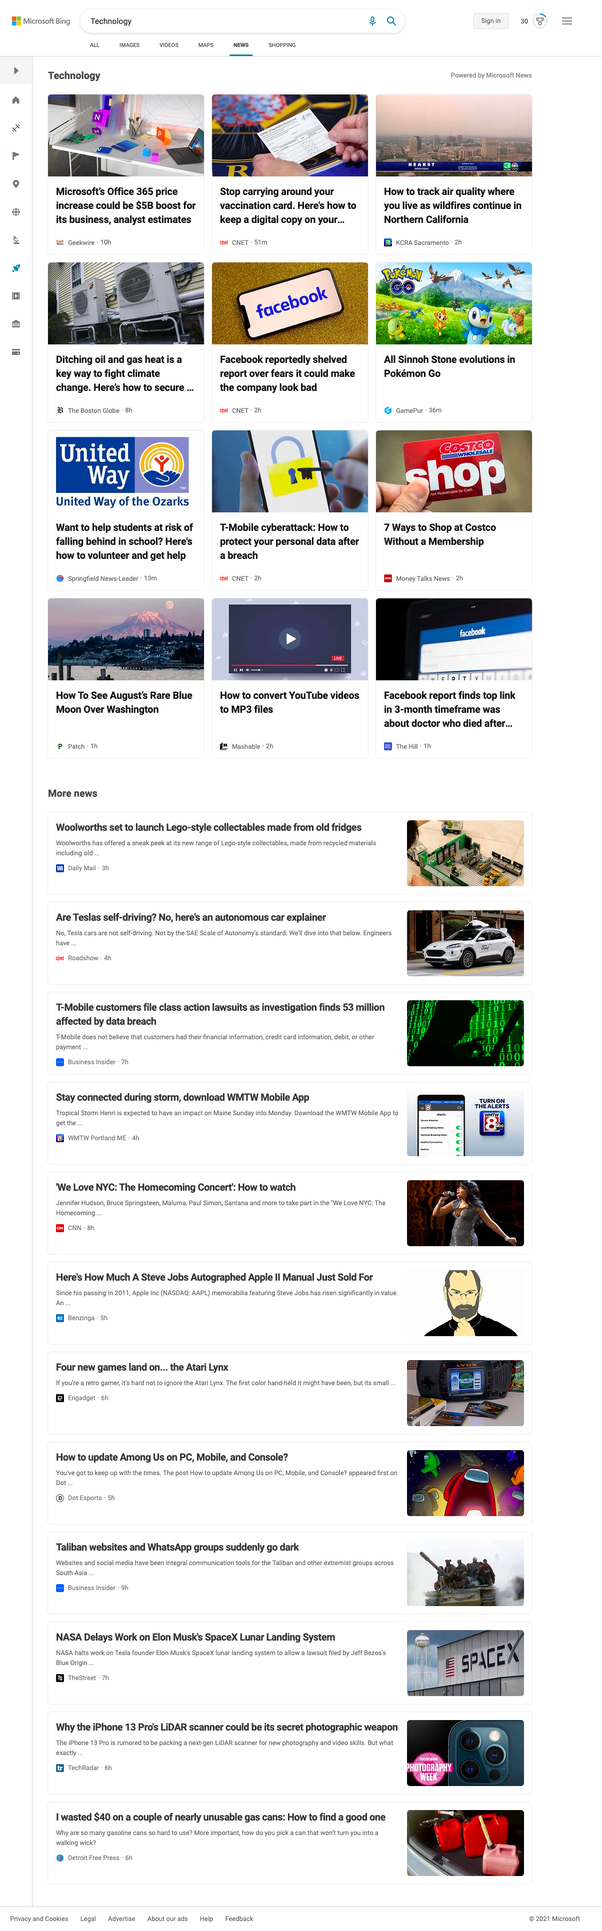 Microsoft Bing
Technology
Sign in
30
ALL
IMAGES
VIDEOS
MAPS
NEWS
SHOPPING
Technology
Powered by Microsoft News
Microsoft's Office 365 price
increase could be $5B boost for
its business, analyst estimates
Geekwire · 10h
Stop carrying around your
vaccination card. Here's how to
keep a digital copy on your...
CNET · 51m
HEARST
How to track air quality where
you live as wildfires continue in
Northern California
KCRA Sacramento · 2h
Ditching oil and gas heat is a
key way to fight climate
change. Here's how to secure ...
The Boston Globe · 8h
facebook
Facebook reportedly shelved
report over fears it could make
the company look bad
CNET · 2h
POKÉMON
GO
All Sinnoh Stone evolutions in
Pokémon Go
GamePur · 36m
United
Way
United Way of the Ozarks
Want to help students at risk of
falling behind in school? Here's
how to volunteer and get help
Springfield News-Leader · 13m
T-Mobile cyberattack: How to
protect your personal data after
a breach
CNET · 2h
COSTCO
WHOLESALE
shop
7 Ways to Shop at Costco
Without a Membership
Money Talks News · 2h
How To See August's Rare Blue
Moon Over Washington
Patch · 1h
LIVE
How to convert YouTube videos
to MP3 files
Mashable · 2h
facebook
Facebook report finds top link
in 3-month timeframe was
about doctor who died after...
The Hill · 1h
More news
Woolworths set to launch Lego-style collectables made from old fridges
Woolworths has offered a sneak peek at its new range of Lego-style collectables, made from recycled materials
including old ...
Daily Mail · 3h
Are Teslas self-driving? No, here's an autonomous car explainer
No, Tesla cars are not self-driving. Not by the SAE Scale of Autonomy's standard. We'll dive into that below. Engineers
have ...
Roadshow · 4h
T-Mobile customers file class action lawsuits as investigation finds 53 million
affected by data breach
T-Mobile does not believe that customers had their financial information, credit card information, debit, or other
payment ...
Business Insider · 7h
Stay connected during storm, download WMTW Mobile App
Tropical Storm Henri is expected to have an impact on Maine Sunday into Monday. Download the WMTW Mobile App to
get the ...
WMTW Portland ME · 4h
TURN ON
THE ALERTS
8
'We Love NYC: The Homecoming Concert': How to watch
Jennifer Hudson, Bruce Springsteen, Maluma, Paul Simon, Santana and more to take part in the "We Love NYC: The
Homecoming ...
CNN · 8h
Here's How Much A Steve Jobs Autographed Apple II Manual Just Sold For
Since his passing in 2011, Apple Inc (NASDAQ: AAPL) memorabilia featuring Steve Jobs has risen significantly in value.
An ...
Benzinga · 5h
Four new games land on... the Atari Lynx
If you're a retro gamer, it's hard not to ignore the Atari Lynx. The first color hand-held it might have been, but its small ...
Engadget · 6h
LYNX
How to update Among Us on PC, Mobile, and Console?
You've got to keep up with the times. The post How to update Among Us on PC, Mobile, and Console? appeared first on
Dot ...
Dot Esports · 5h
Taliban websites and WhatsApp groups suddenly go dark
Websites and social media have been integral communication tools for the Taliban and other extremist groups across
South Asia ...
Business Insider · 9h
NASA Delays Work on Elon Musk's SpaceX Lunar Landing System
NASA halts work on Tesla founder Elon Musk's SpaceX lunar landing system to allow a lawsuit filed by Jeff Bezos's
Blue Origin ...
TheStreet · 7h
SPACEX
Why the iPhone 13 Pro's LiDAR scanner could be its secret photographic weapon
The iPhone 13 Pro is rumored to be packing a next-gen LiDAR scanner for new photography and video skills. But what
exactly ...
TechRadar · 6h
PHOTOGRAPHY
WEEK
I wasted $40 on a couple of nearly unusable gas cans: How to find a good one
Why are so many gasoline cans so hard to use? More important, how do you pick a can that won't turn you into a
walking wick?
Detroit Free Press · 6h
Privacy and Cookies
Legal
Advertise
About our ads
Help
Feedback
© 2021 Microsoft